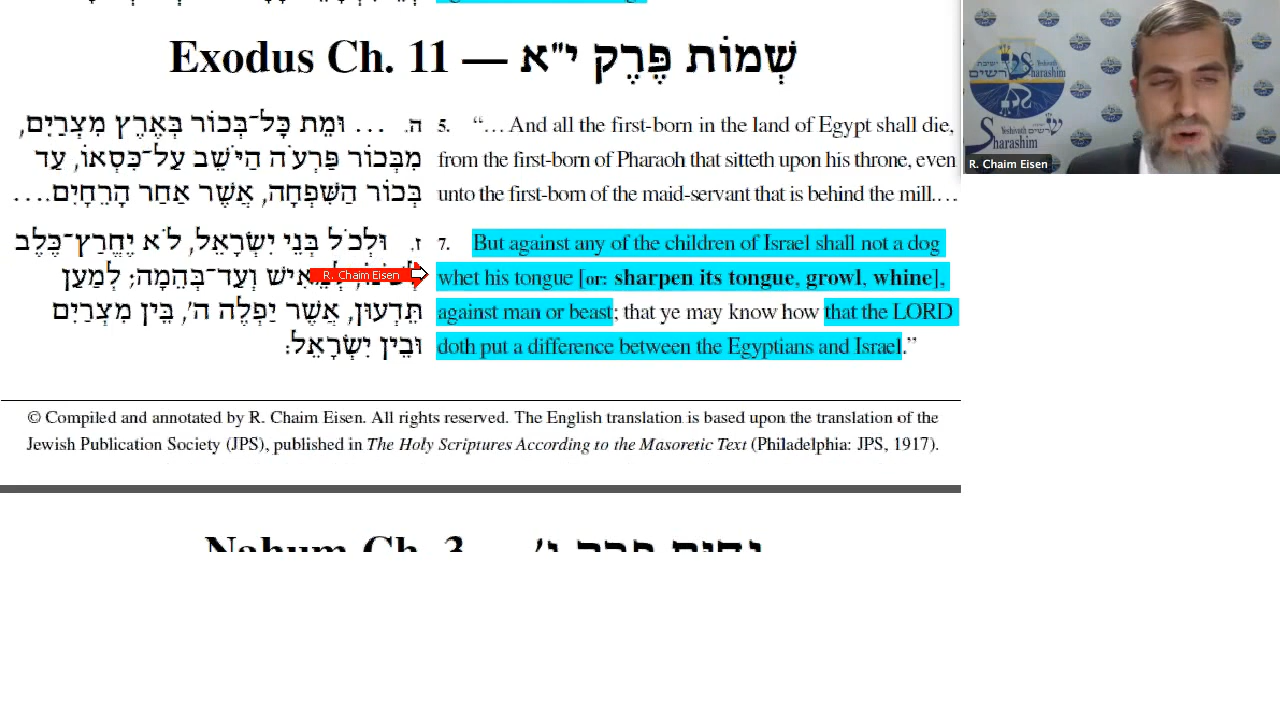 Exodus Ch. 11 — שְׁמוֹת פֶּרֶק י"א
ה. ... וּמֵת כָּל־בְּכוֹר בְּאֶרֶץ מִצְרַיִם,
מִבְּכוֹר פַּרְעֹה הַיֹּשֵׁב עַל־כִּסְאוֹ, עַד
בְּכוֹר הַשִּׁפְחָה, אֲשֶׁר אַחַר הָרֵחָיִם....
ז. וּלְכֹל בְּנֵי יִשְׂרָאֵל, לֹא יֶחֱרַץ־כֶּלֶב
וְעַד־בְּהֵמָה; לְמַעַן
תֵּדְעוּן, אֲשֶׁר יַפְלֶה ה', בֵּין מִצְרַיִם
וּבֵין יִשְׂרָאֵל:
5. “… And all the first-born in the land of Egypt shall die,
from the first-born of Pharaoh that sitteth upon his throne, even
unto the first-born of the maid-servant that is behind the mill.…
7. But against any of the children of Israel shall not a dog
whet his tongue [or: sharpen its tongue, growl, whine],
against man or beast; that ye may know how that the LORD
doth put a difference between the Egyptians and Israel.”
R. Chaim Eisen
© Compiled and annotated by R. Chaim Eisen. All rights reserved. The English translation is based upon the translation of the
Jewish Publication Society (JPS), published in The Holy Scriptures According to the Masoretic Text (Philadelphia: JPS, 1917).
Nahum Ch. 3
Yeshivath
Sharashim
Yeshivath
Sharashim
R. Chaim Eisen